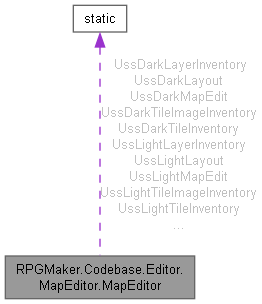 static
UssDarkLayerInventory
UssDarkLayout
UssDarkMapEdit
UssDarkTileImageInventory
UssDarkTileInventory
UssLightLayerInventory
UssLightLayout
UssLightMapEdit
UssLightTileImageInventory
UssLightTileInventory
...
RPGMaker.Codebase.Editor.
MapEditor.MapEditor